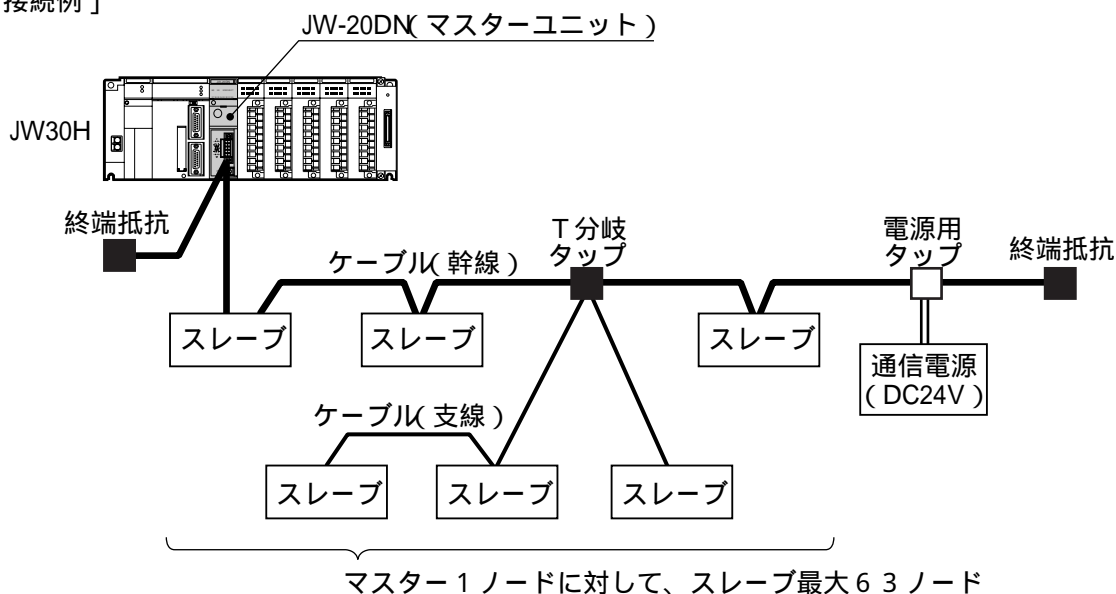 接続例］
JW-20DN（マスターユニット）
JW30H
終端抵抗
ケーブル（幹線）
Ｔ分岐
タップ
電源用
タップ
終端抵抗
スレーブ
スレーブ
スレーブ
通信電源
（DC24V）
ケーブル（支線）
スレーブ
スレーブ
スレーブ
マスター１ノードに対して、スレーブ最大６３ノード